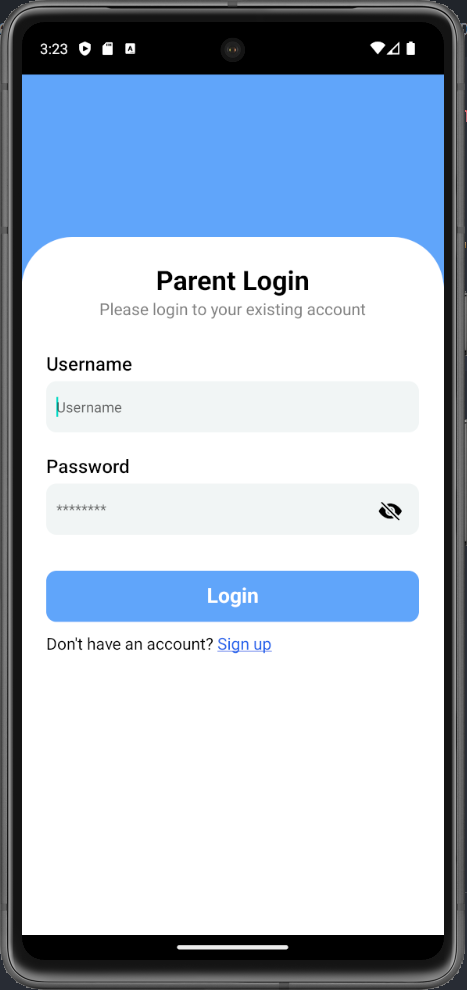 3:23
Parent Login
Please login to your existing account
Username
Username
Password
********
Login
Don't have an account? Sign up